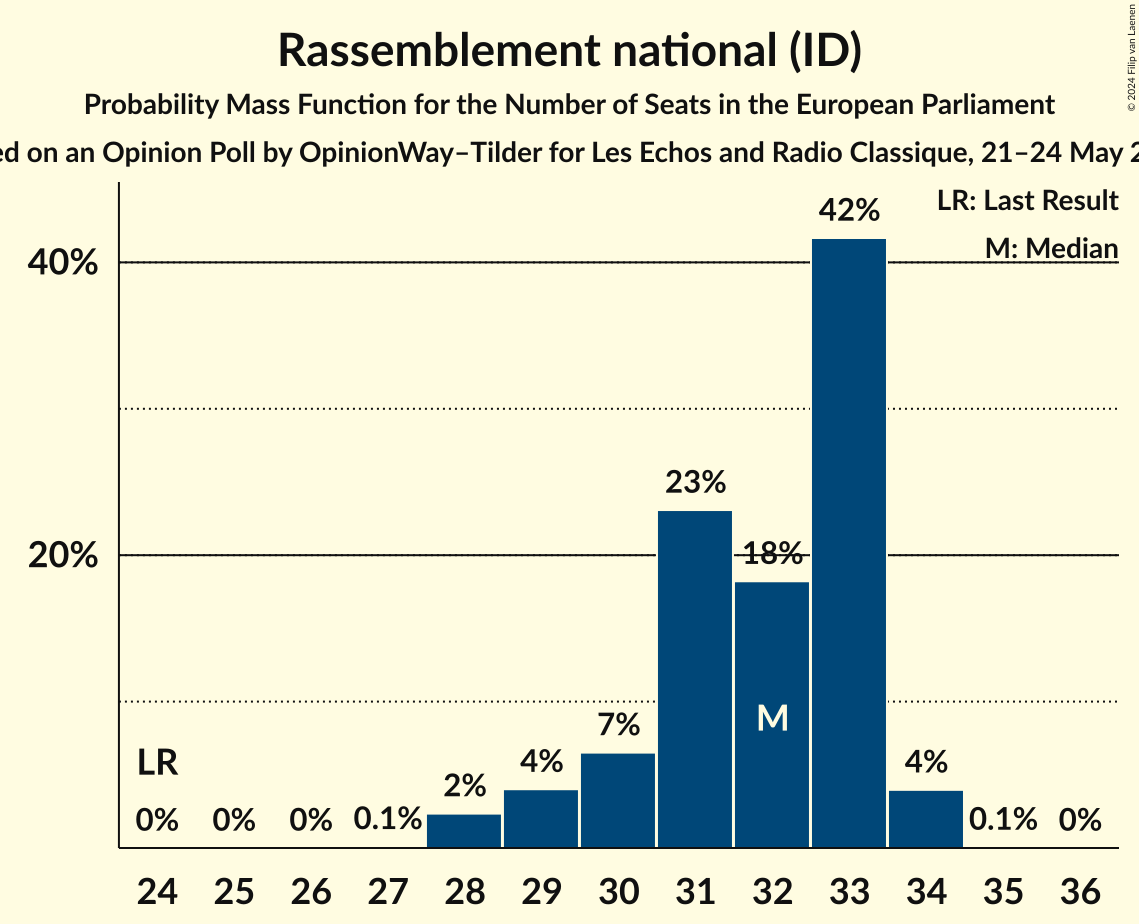 Rassemblement national (ID)
Probability Mass Function for the Number of Seats in the European Parliament
on an Opinion Poll by OpinionWay–Tilder for Les Echos and Radio Classique, 21–24 May
© 2024 Filip van Laenen
LR: Last Result
M: Median
40%
20%
42%
23%
18%
M
7%
4%
4%
2%
LR
0% 0% 0% 0.1% 0.1% 0%
24 25 26 27 28 29 30 31 32 33 34 35 36